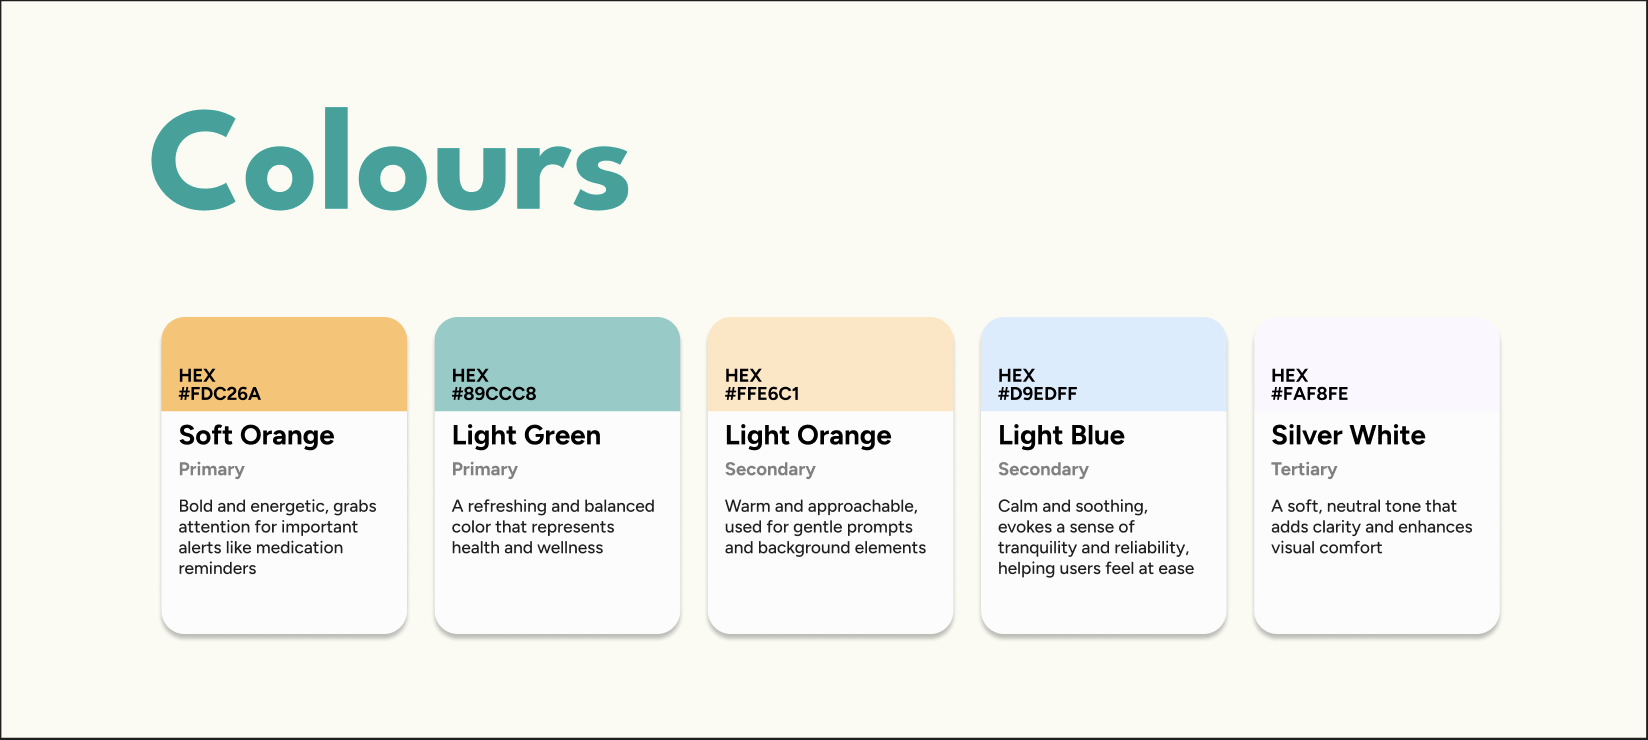 Colours
HEX
#FDC26A
Soft Orange
Primary
Bold and energetic, grabs
attention for important
alerts like medication
reminders
HEX
#89CCC8
Light Green
Primary
A refreshing and balanced
color that represents
health and wellness
HEX
#FFE6C1
Light Orange
Secondary
Warm and approachable,
used for gentle prompts
and background elements
HEX
#D9EDFF
Light Blue
Secondary
Calm and soothing,
evokes a sense of
tranquility and reliability,
helping users feel at ease
HEX
#FAF8FE
Silver White
Tertiary
A soft, neutral tone that
adds clarity and enhances
visual comfort